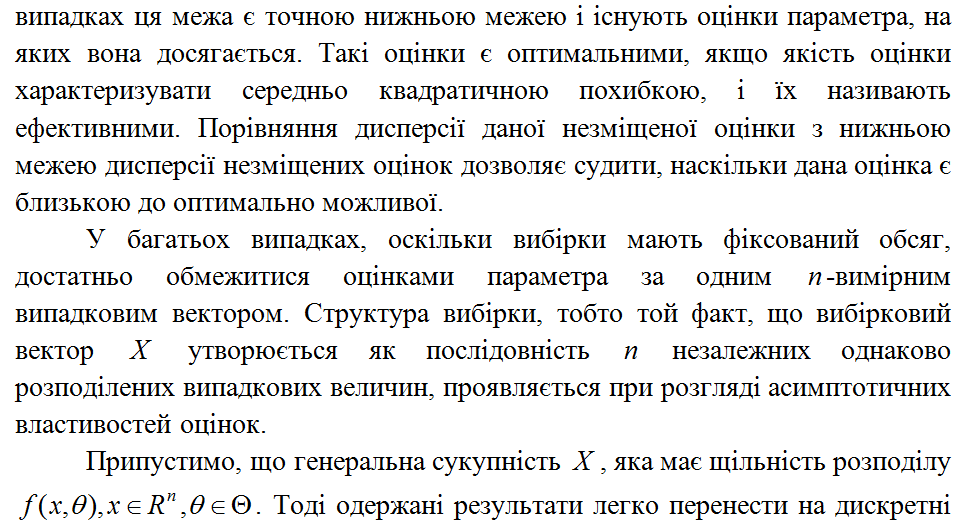 випадках ця межа є точною нижньою межею і існують оцінки параметра, на
яких вона досягається. Такі оцінки є оптимальними, якщо якість оцінки
характеризувати середньо квадратичною похибкою, і їх називають
ефективними. Порівняння дисперсії даної незміщеної оцінки з нижньою
межею дисперсії незміщених оцінок дозволяє судити, наскільки дана оцінка є
близькою до оптимально можливої.
У багатьох випадках, оскільки вибірки мають фіксований обсяг,
достатньо обмежитися оцінками параметра за одним n-вимірним
випадковим вектором. Структура вибірки, тобто той факт, що вибірковий
вектор X утворюється як послідовність n незалежних однаково
розподілених випадкових величин, проявляється при розгляді асимптотичних
властивостей оцінок.
Припустимо, що генеральна сукупність X , яка має щільність розподілу
f(x,θ), x ∈ Rⁿ, θ ∈ Θ. Тоді одержані результати легко перенести на дискретні